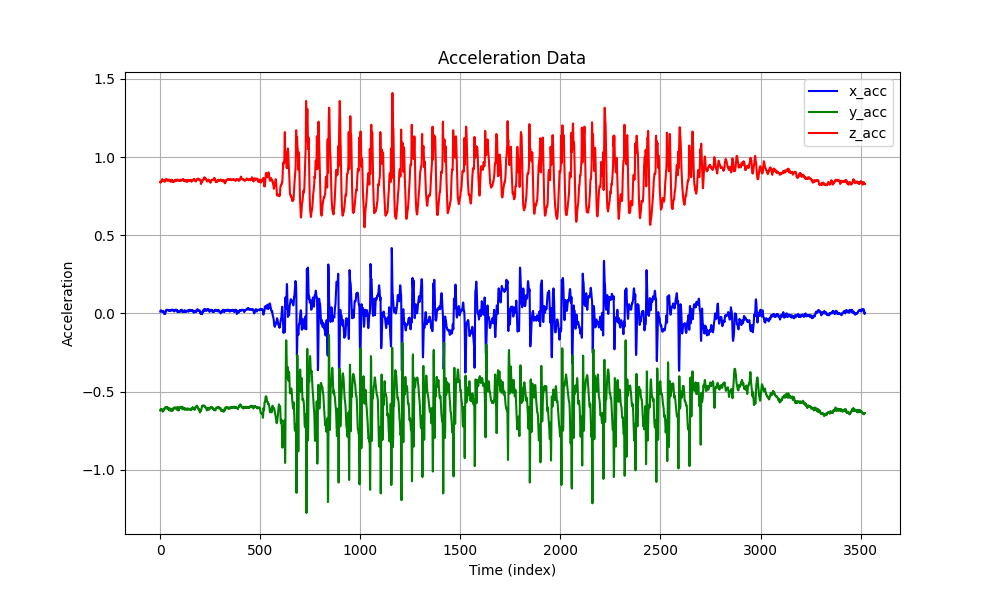 Acceleration Data
1.5
1.0
0.5
0.0
−0.5
−1.0
Acceleration
x_acc
y_acc
z_acc
0 500 1000 1500 2000 2500 3000 3500
Time (index)